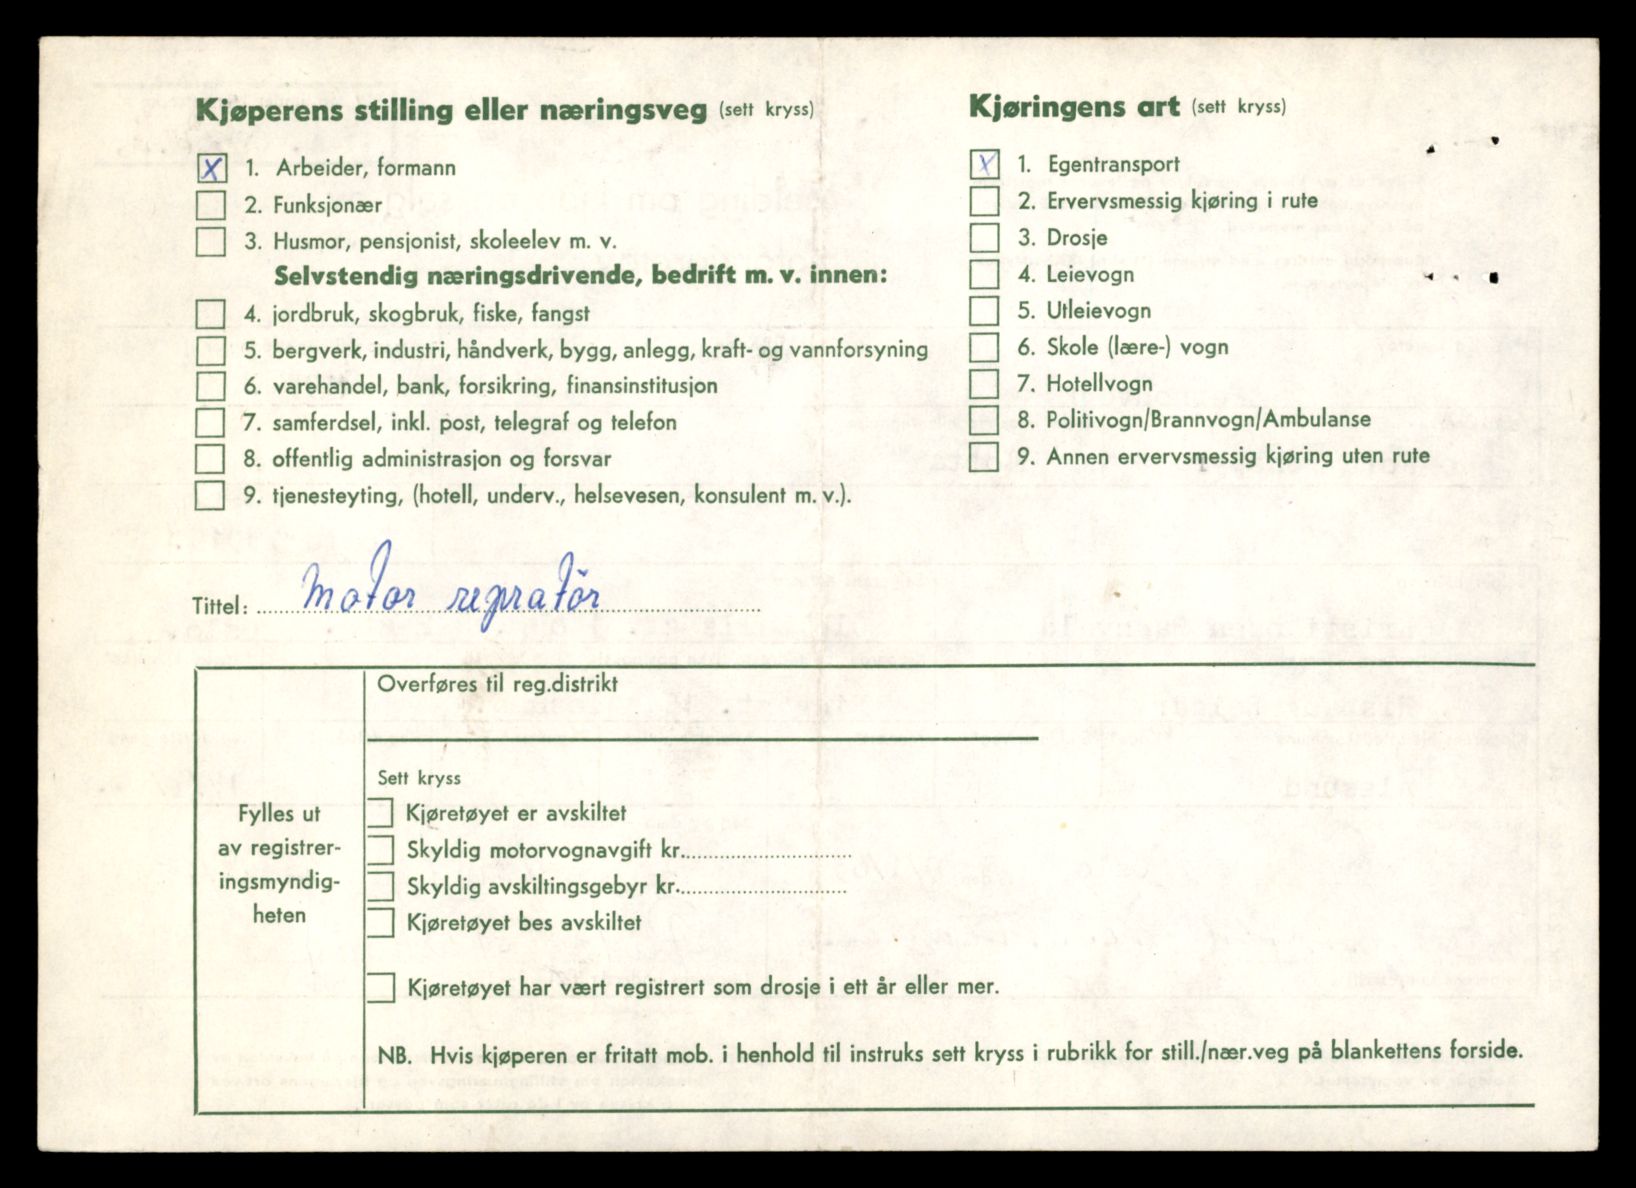 Kjøperens stilling eller næringsveg (sett kryss)
X 1. Arbeider, formann
2. Funksjonær
3. Husmor, pensjonist, skoleelev m. v.
Selvstendig næringsdrivende, bedrift m. v. innen:
4. jordbruk, skogbruk, fiske, fangst
5. bergverk, industri, håndverk, bygg, anlegg, kraft- og vannforsyning
6. varehandel, bank, forsikring, finansinstitusjon
7. samferdsel, inkl. post, telegraf og telefon
8. offentlig administrasjon og forsvar
9. tjenesteyting, (hotell, underv., helsevesen, konsulent m. v.).
Kjøringens art (sett kryss)
X 1. Egentransport
2. Ervervsmessig kjøring i rute
3. Drosje
4. Leievogn
5. Utleievogn
6. Skole (lære-) vogn
7. Hotellvogn
8. Politivogn/Brannvogn/Ambulanse
9. Annen ervervsmessig kjøring uten rute
Tittel: Motor repratör
Fylles ut
av registrer-
ingsmyndig-
heten
Overføres til reg.distrikt
Sett kryss
Kjøretøyet er avskiltet
Skyldig motorvognavgift kr.
Skyldig avskiltingsgebyr kr.
Kjøretøyet bes avskiltet
Kjøretøyet har vært registrert som drosje i ett år eller mer.
NB. Hvis kjøperen er fritatt mob. i henhold til instruks sett kryss i rubrikk for still./nær.veg på blankettens forside.